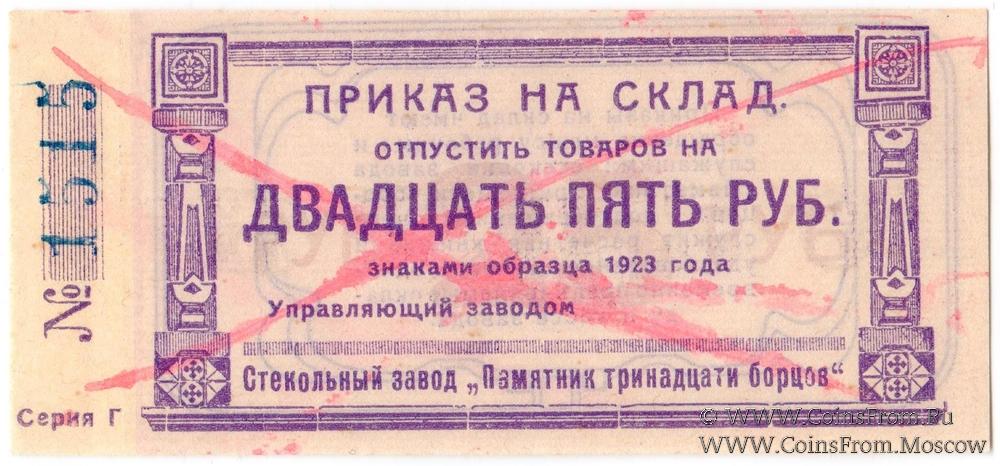 № 1515
ПРИКАЗ НА СКЛАД.
ОТПУСТИТЬ ТОВАРОВ НА
ДВАДЦАТЬ ПЯТЬ РУБ.
знаками образца 1923 года
Управляющий заводом
Стекольный завод „Памятник тринадцати борцов“
Серия Г
© WWW.CoinsFrom.Ru
WWW.CoinsFrom.Moscow